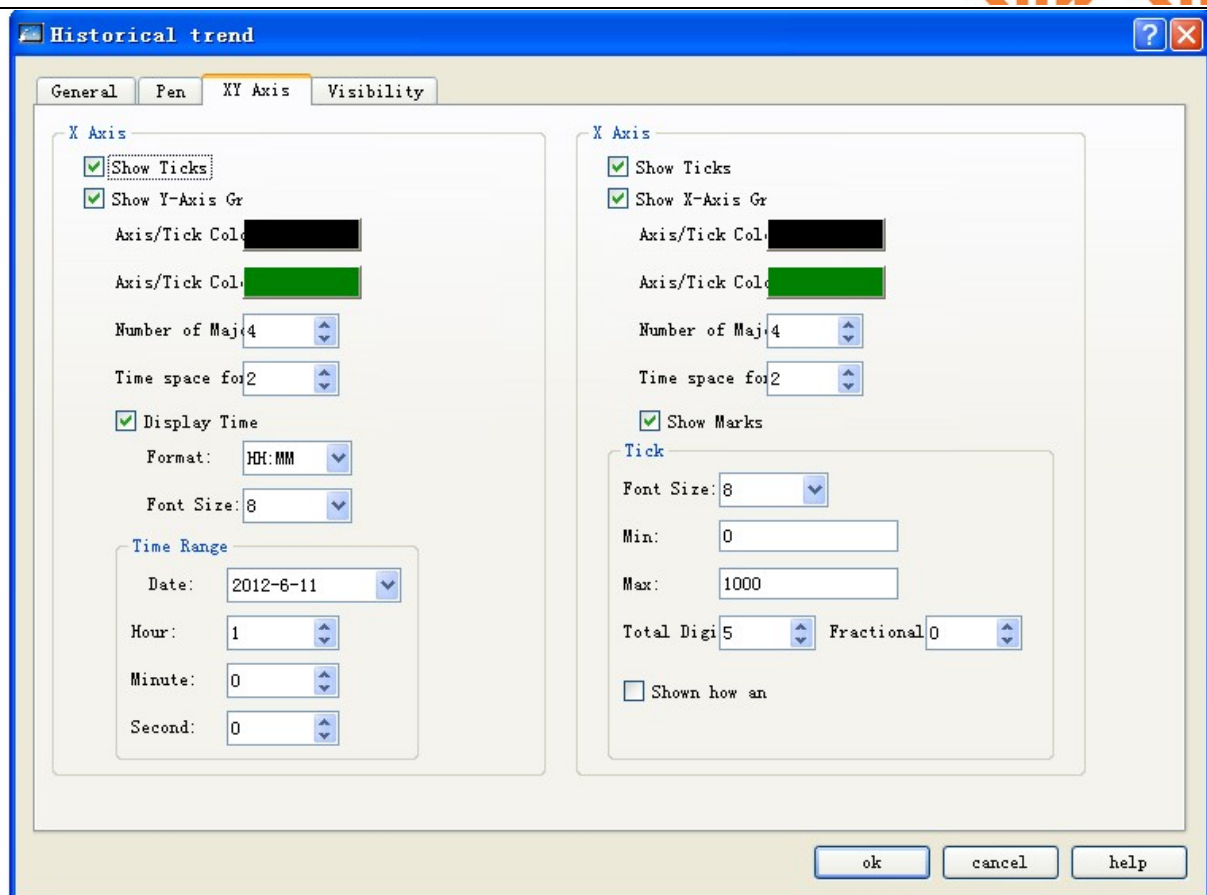 Historical trend
General Pen XY Axis Visibility
X Axis
Show Ticks
Show Y-Axis Gr
Axis/Tick Colo
Axis/Tick Col
Number of Maj
4
Time space for
2
Display Time
Format: HH:MM
Font Size: 8
Time Range
Date: 2012-6-11
Hour: 1
Minute: 0
Second: 0
X Axis
Show Ticks
Show X-Axis Gr
Axis/Tick Col
Axis/Tick Colo
Number of Maj
4
Time space for
2
Show Marks
Tick
Font Size: 8
Min: 0
Max: 1000
Total Digi 5 Fractional 0
Shown how an
ok cancel help